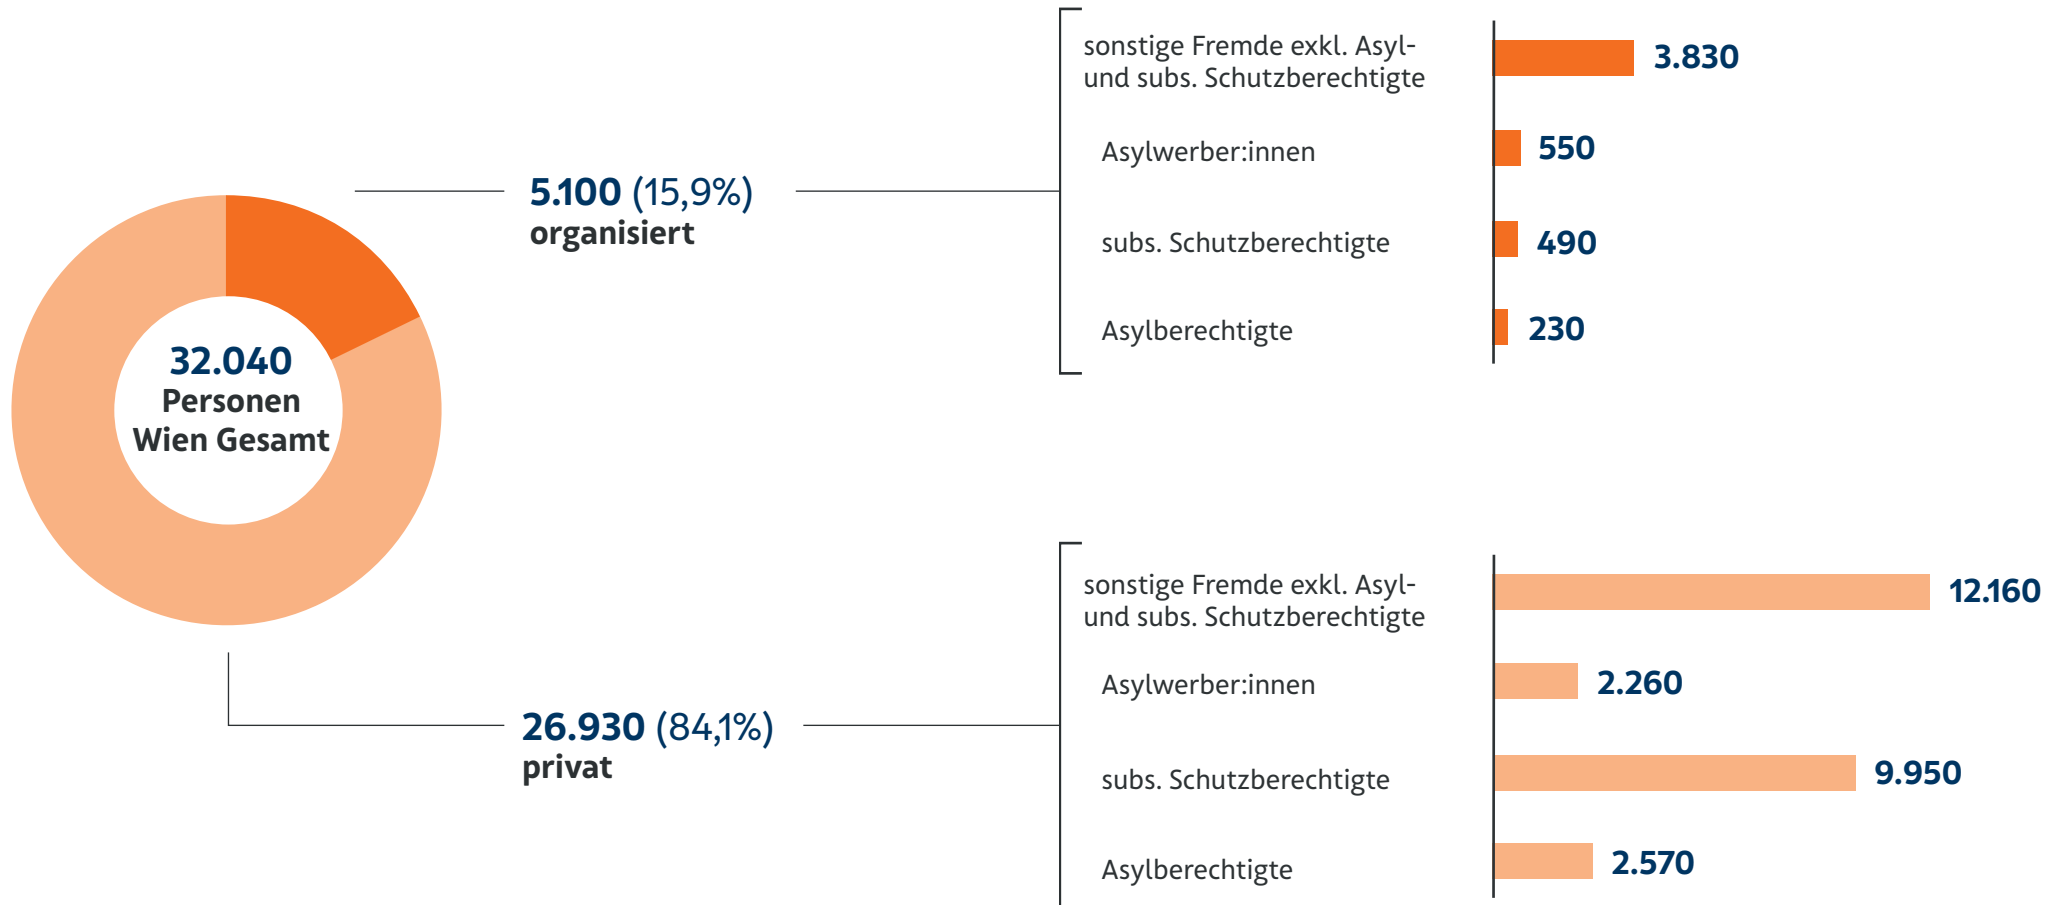 32.040
Personen
Wien Gesamt
5.100 (15,9%)
organisiert
sonstige Fremde exkl. Asyl-
und subs. Schutzberechtigte
3.830
Asylwerber:innen
550
subs. Schutzberechtigte
490
Asylberechtigte
230
26.930 (84,1%)
privat
sonstige Fremde exkl. Asyl-
und subs. Schutzberechtigte
12.160
Asylwerber:innen
2.260
subs. Schutzberechtigte
9.950
Asylberechtigte
2.570